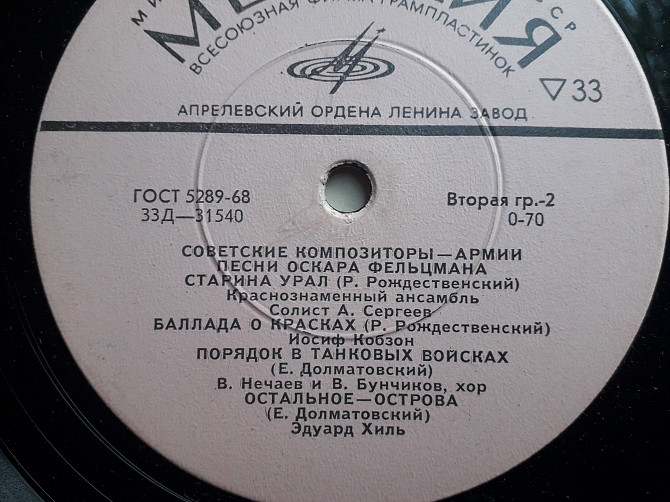 ВСЕСОЮЗНАЯ ФИРМА ГРАМПЛАСТИНОК
33
АПРЕЛЕВСКИЙ ОРДЕНА ЛЕНИНА ЗАВОД
ГОСТ 5289-68
33Д—31540
Вторая гр.-2
0-70
СОВЕТСКИЕ КОМПОЗИТОРЫ—АРМИИ
ПЕСНИ ОСКАРА ФЕЛЬЦМАНА
СТАРИНА УРАЛ (Р. Рождественский)
Краснознаменный ансамбль
Солист А. Сергеев
БАЛЛАДА О КРАСКАХ (Р. Рождественский)
Иосиф Кобзон
ПОРЯДОК В ТАНКОВЫХ ВОЙСКАХ
(Е. Долматовский)
В. Нечаев и В. Бунчиков, хор
ОСТАЛЬНОЕ—ОСТРОВА
(Е. Долматовский)
Эдуард Хиль